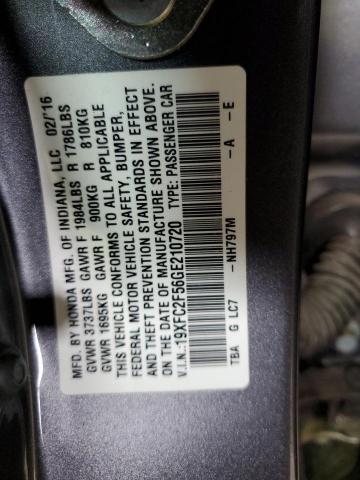 MFD. BY HONDA MFG. OF INDIANA, LLC 02/'16
GVWR 3737LBS GAWR F 1984LBS R 1786LBS
GVWR 1695KG GAWR F 900KG R 810KG
THIS VEHICLE CONFORMS TO ALL APPLICABLE
FEDERAL MOTOR VEHICLE SAFETY, BUMPER,
AND THEFT PREVENTION STANDARDS IN EFFECT
ON THE DATE OF MANUFACTURE SHOWN ABOVE.
V.I.N.:19XFC2F56GE210720 TYPE: PASSENGER CAR
TBA G LC7 -NH797M -A -E